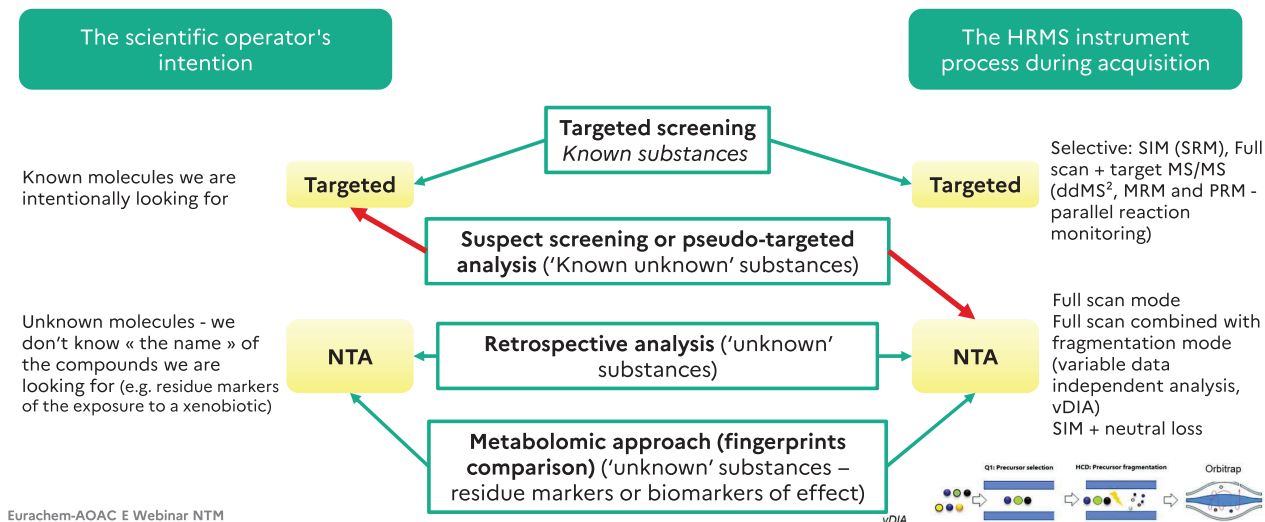 The scientific operator's
intention
The HRMS instrument
process during acquisition
Targeted screening
Known substances
Known molecules we are
intentionally looking for
Targeted
Targeted
Selective: SIM (SRM), Full
scan + target MS/MS
(ddMS², MRM and PRM -
parallel reaction
monitoring)
Suspect screening or pseudo-targeted
analysis (‘Known unknown’ substances)
Unknown molecules - we
don’t know « the name » of
the compounds we are
looking for (e.g. residue markers
of the exposure to a xenobiotic)
NTA
Retrospective analysis (‘unknown’
substances)
NTA
Full scan mode
Full scan combined with
fragmentation mode
(variable data
independent analysis,
vDIA)
SIM + neutral loss
Metabolomic approach (fingerprints
comparison) (‘unknown’ substances –
residue markers or biomarkers of effect)
Q1: Precursor selection
HCD: Precursor fragmentation
Orbitrap
vDIA
Eurachem-AOAC E Webinar NTM